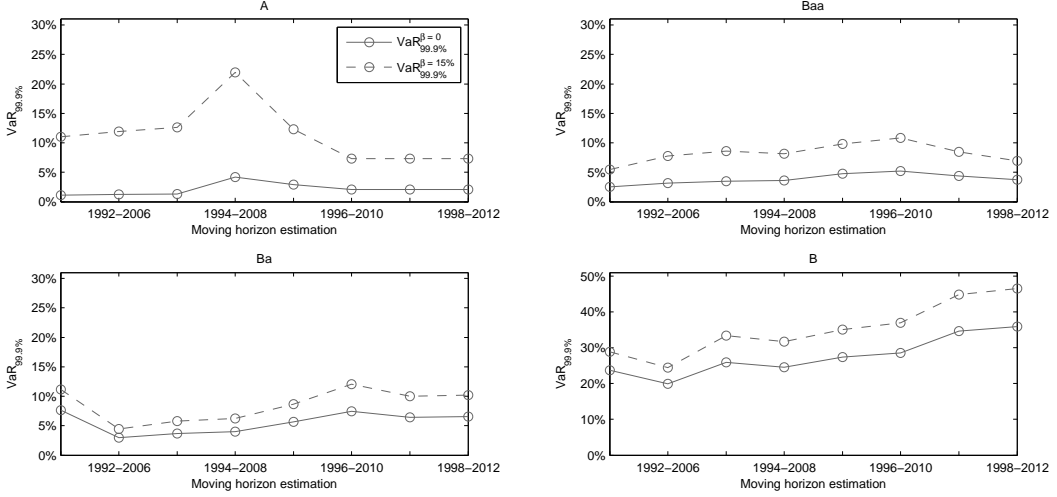 A
30%
25%
20%
15%
10%
5%
0%
VaR99.9%
VaR99.9%β = 0
VaR99.9%β = 15%
1992−2006 1994−2008 1996−2010 1998−2012
Moving horizon estimation
Baa
30%
25%
20%
15%
10%
5%
0%
VaR99.9%
1992−2006 1994−2008 1996−2010 1998−2012
Moving horizon estimation
Ba
30%
25%
20%
15%
10%
5%
0%
VaR99.9%
1992−2006 1994−2008 1996−2010 1998−2012
Moving horizon estimation
B
50%
40%
30%
20%
10%
0%
VaR99.9%
1992−2006 1994−2008 1996−2010 1998−2012
Moving horizon estimation